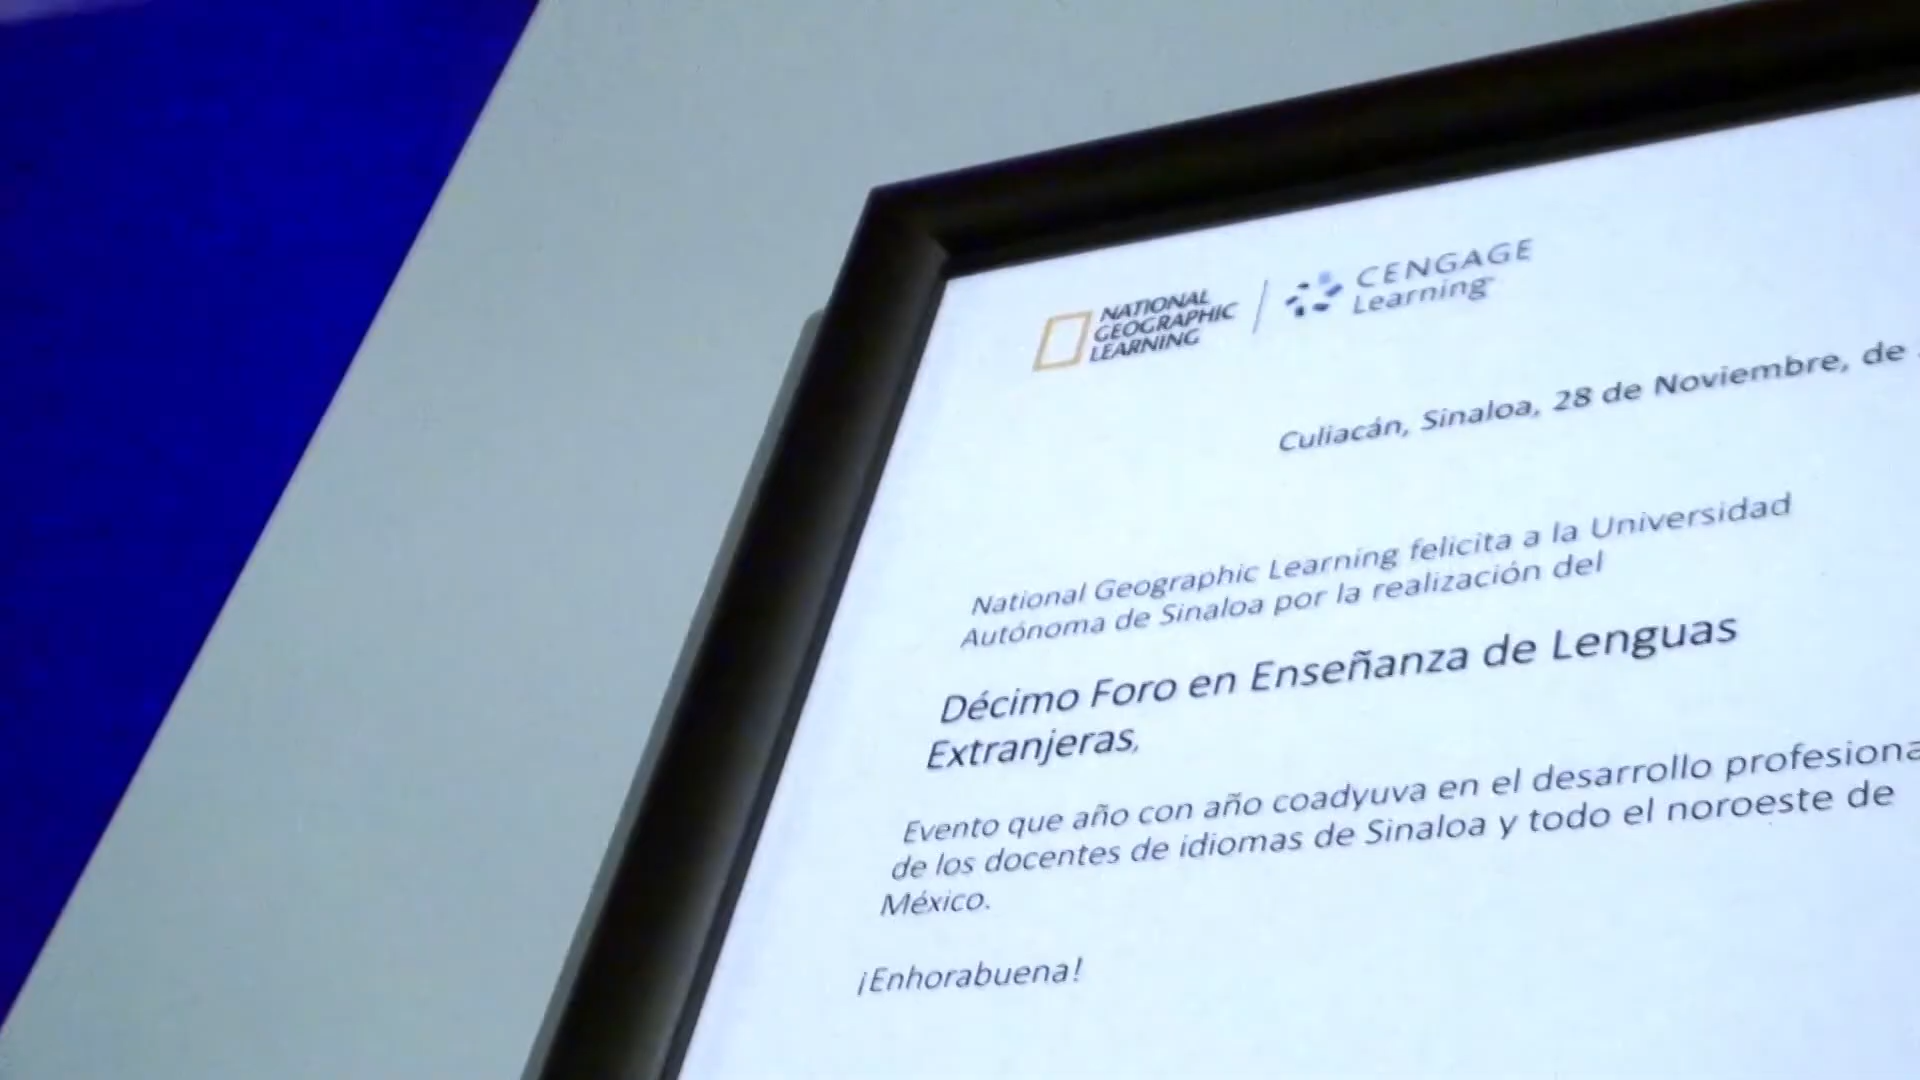 NATIONAL
GEOGRAPHIC
LEARNING
CENGAGE
Learning
Culiacán, Sinaloa, 28 de Noviembre, de
National Geographic Learning felicita a la Universidad
Autónoma de Sinaloa por la realización del
Décimo Foro en Enseñanza de Lenguas
Extranjeras,
Evento que año con año coadyuva en el desarrollo profesiona
de los docentes de idiomas de Sinaloa y todo el noroeste de
México.
¡Enhorabuena!